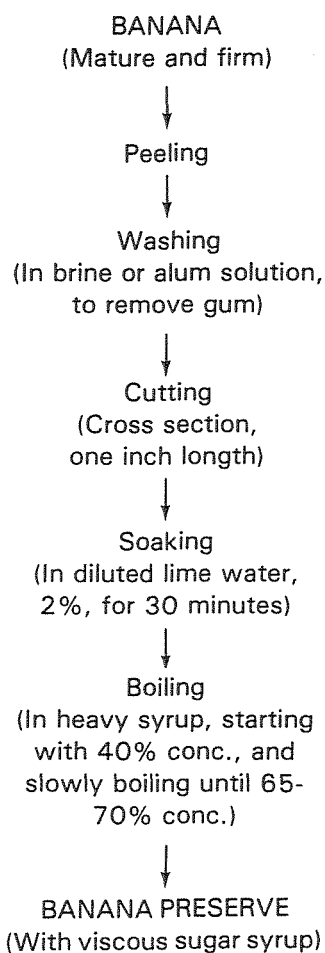 BANANA
(Mature and firm)
Peeling
Washing
(In brine or alum solution,
to remove gum)
Cutting
(Cross section,
one inch length)
Soaking
(In diluted lime water,
2%, for 30 minutes)
Boiling
(In heavy syrup, starting
with 40% conc., and
slowly boiling until 65-
70% conc.)
BANANA PRESERVE
(With viscous sugar syrup)